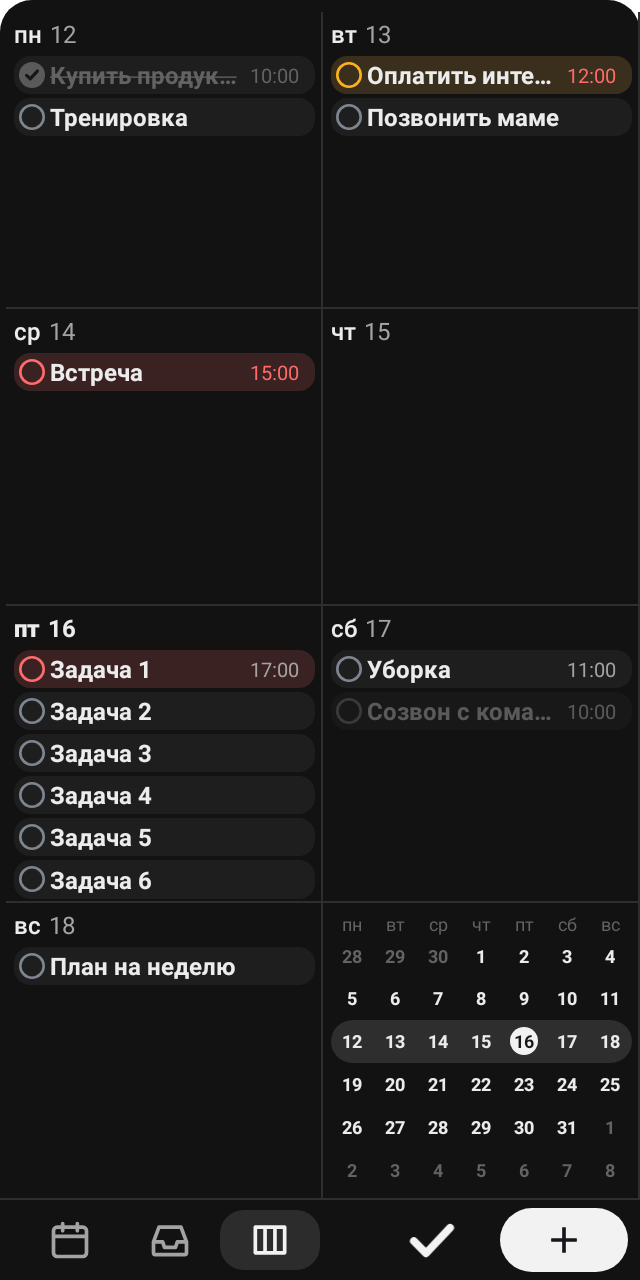 пн 12
Купить продук... 10:00
Тренировка
вт 13
Оплатить инте... 12:00
Позвонить маме
ср 14
Встреча 15:00
чт 15
пт 16
Задача 1 17:00
Задача 2
Задача 3
Задача 4
Задача 5
Задача 6
сб 17
Уборка 11:00
Созвон с кома... 10:00
вс 18
План на неделю
пн вт ср чт пт сб вс
28 29 30 1 2 3 4
5 6 7 8 9 10 11
12 13 14 15 16 17 18
19 20 21 22 23 24 25
26 27 28 29 30 31 1
2 3 4 5 6 7 8